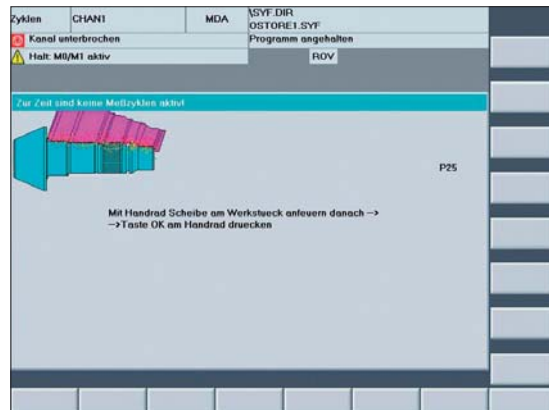 Zyklen CHAN1 MDA \SYF.DIR
OSTORE1.SYF
Kanal unterbrochen Programm angehalten
Halt: M0/M1 aktiv ROV
Zur Zeit sind keine Meßzyklen aktiv!
P25
Mit Handrad Scheibe am Werkstueck anfeuern danach -->
-->Taste OK am Handrad druecken